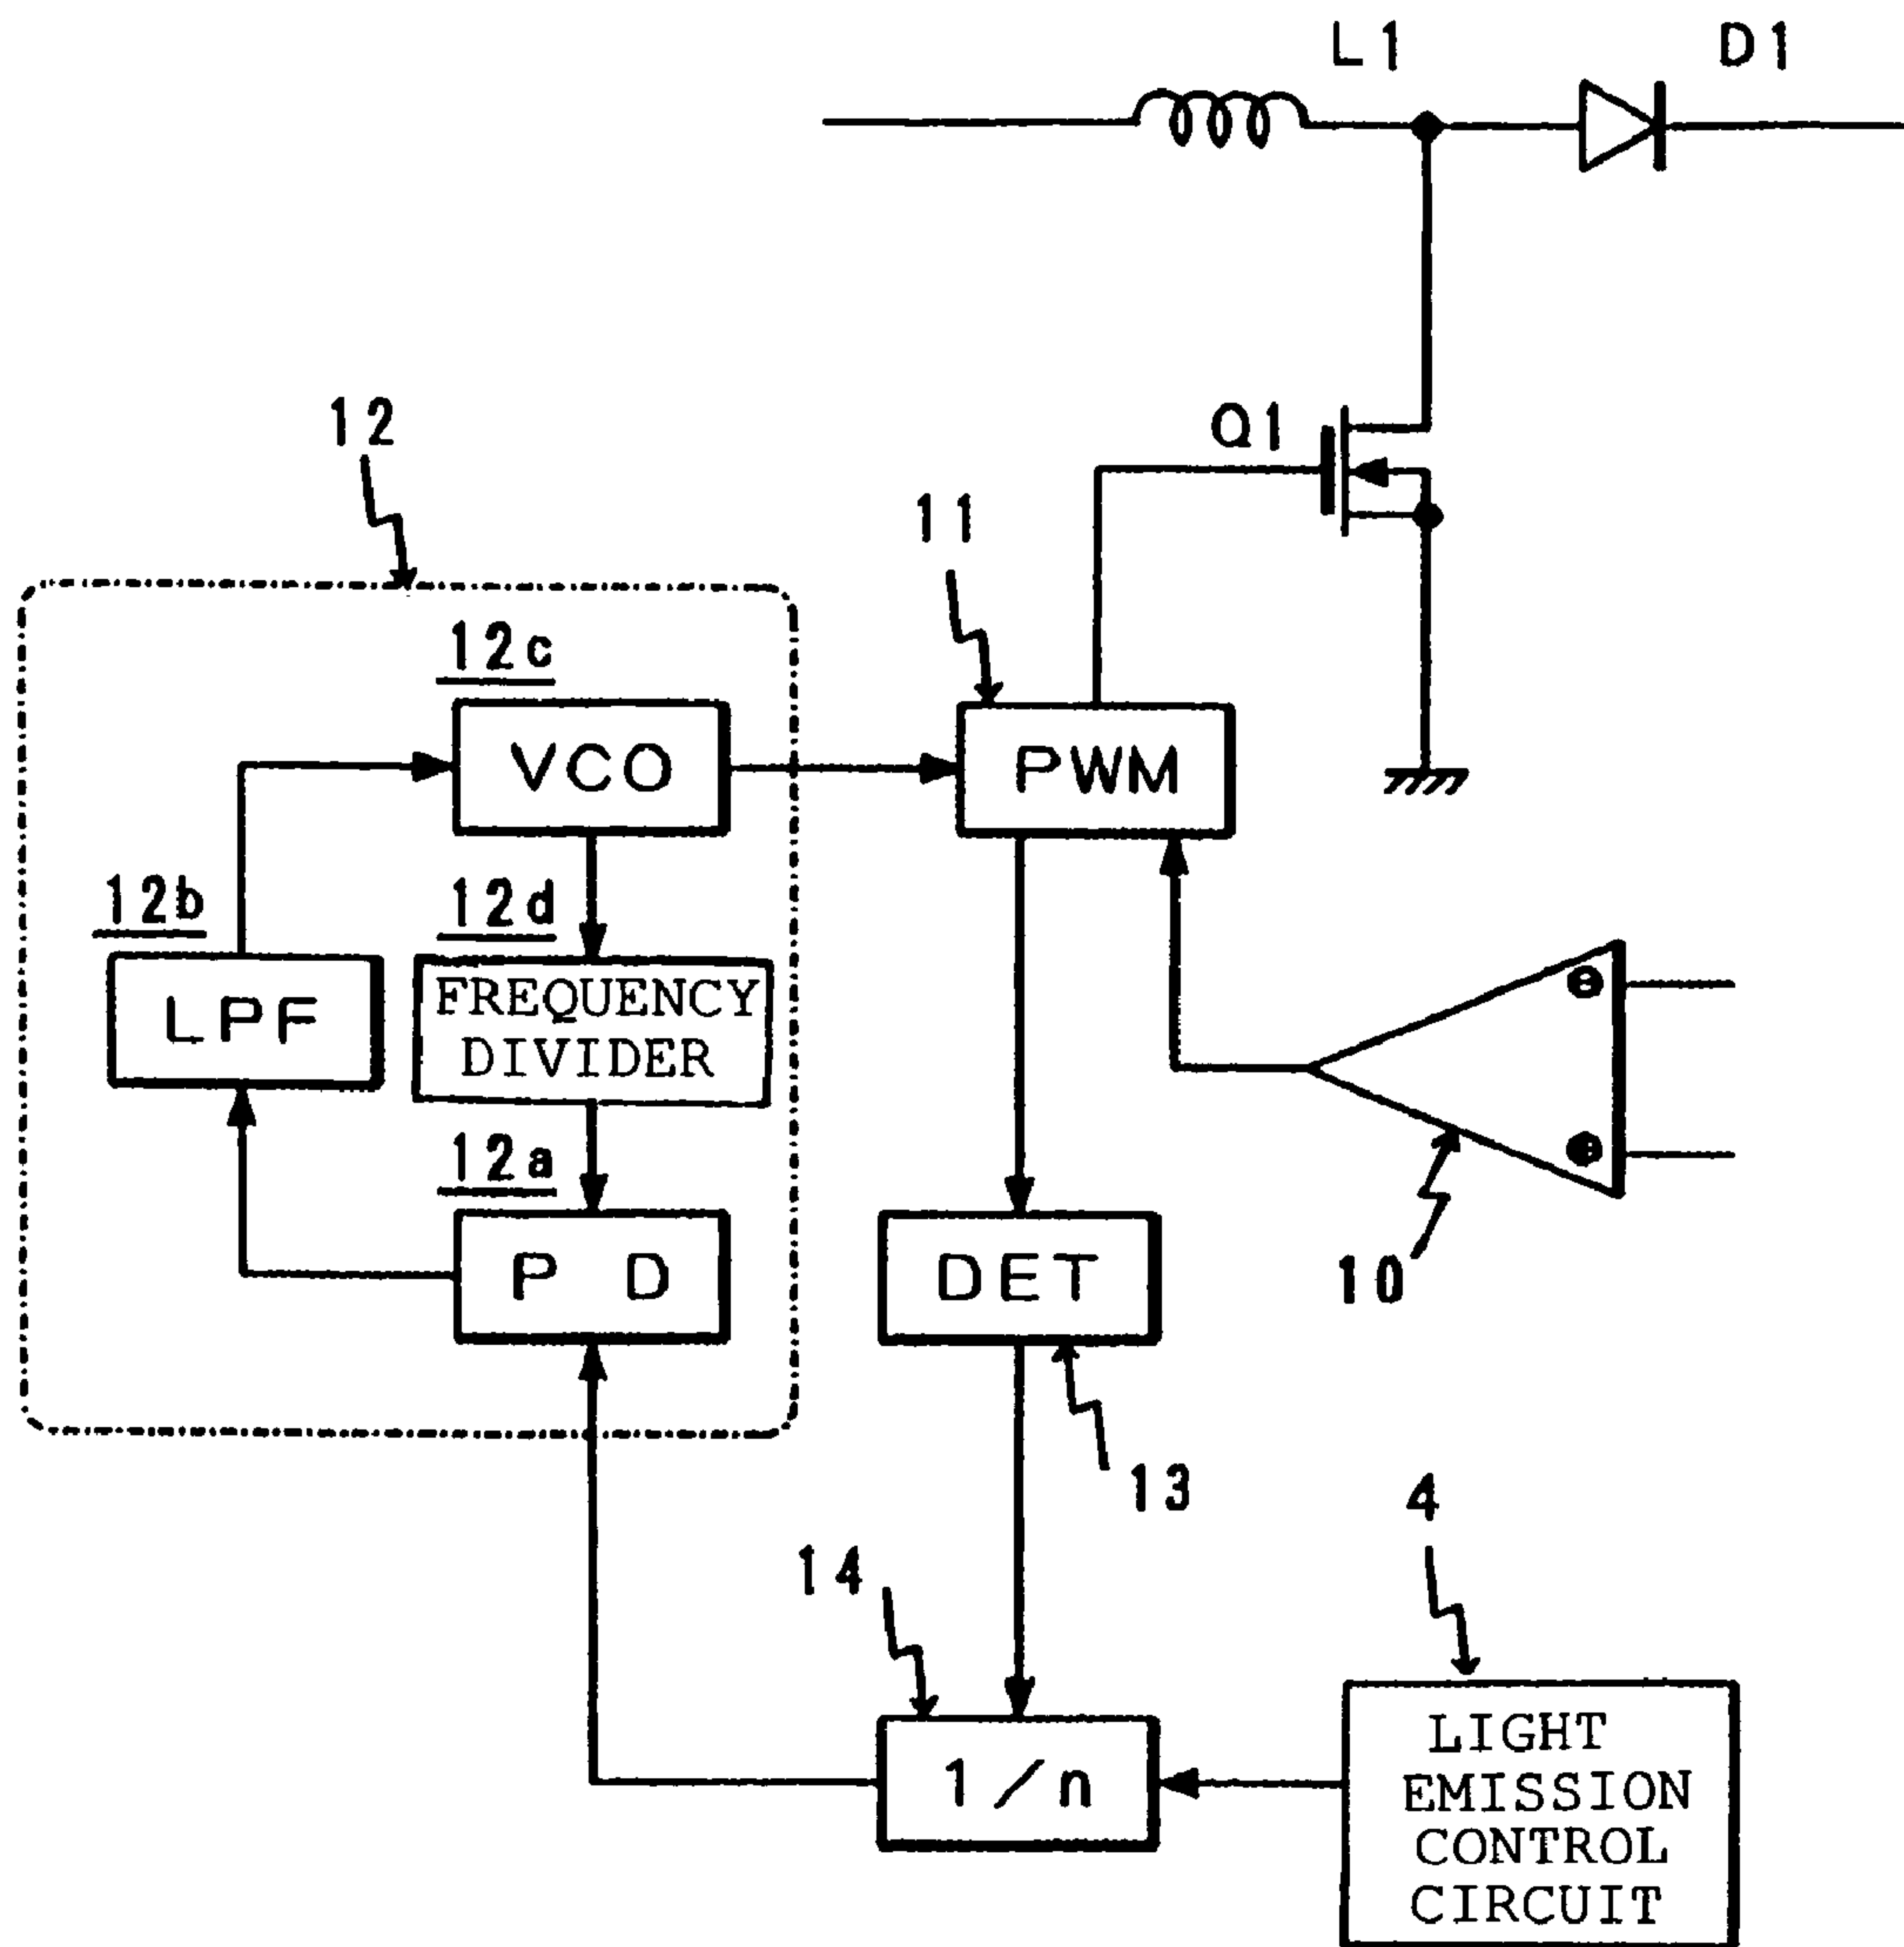 L1
D1
Q1
12
11
12c
VCO
PWM
12b
12d
LPF
FREQUENCY
DIVIDER
12a
P D
DET
10
13
4
14
1/n
LIGHT
EMISSION
CONTROL
CIRCUIT